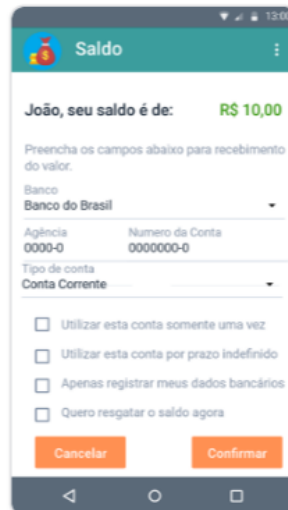 13:00
Saldo
João, seu saldo é de: R$ 10,00
Preencha os campos abaixo para recebimento
do valor.
Banco
Banco do Brasil
Agência Numero da Conta
0000-0 0000000-0
Tipo de conta
Conta Corrente
Utilizar esta conta somente uma vez
Utilizar esta conta por prazo indefinido
Apenas registrar meus dados bancários
Quero resgatar o saldo agora
Cancelar Confirmar